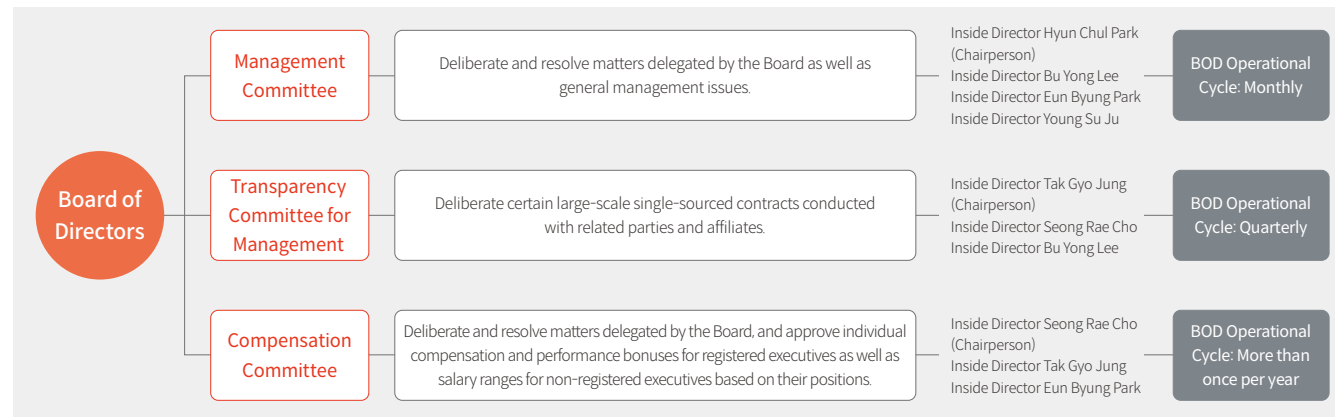 Board of
Directors
Management
Committee
Deliberate and resolve matters delegated by the Board as well as
general management issues.
Inside Director Hyun Chul Park
(Chairperson)
Inside Director Bu Yong Lee
Inside Director Eun Byung Park
Inside Director Young Su Ju
BOD Operational
Cycle: Monthly
Transparency
Committee for
Management
Deliberate certain large-scale single-sourced contracts conducted
with related parties and affiliates.
Inside Director Tak Gyo Jung
(Chairperson)
Inside Director Seong Rae Cho
Inside Director Bu Yong Lee
BOD Operational
Cycle: Quarterly
Compensation
Committee
Deliberate and resolve matters delegated by the Board, and approve individual
compensation and performance bonuses for registered executives as well as
salary ranges for non-registered executives based on their positions.
Inside Director Seong Rae Cho
(Chairperson)
Inside Director Tak Gyo Jung
Inside Director Eun Byung Park
BOD Operational
Cycle: More than
once per year